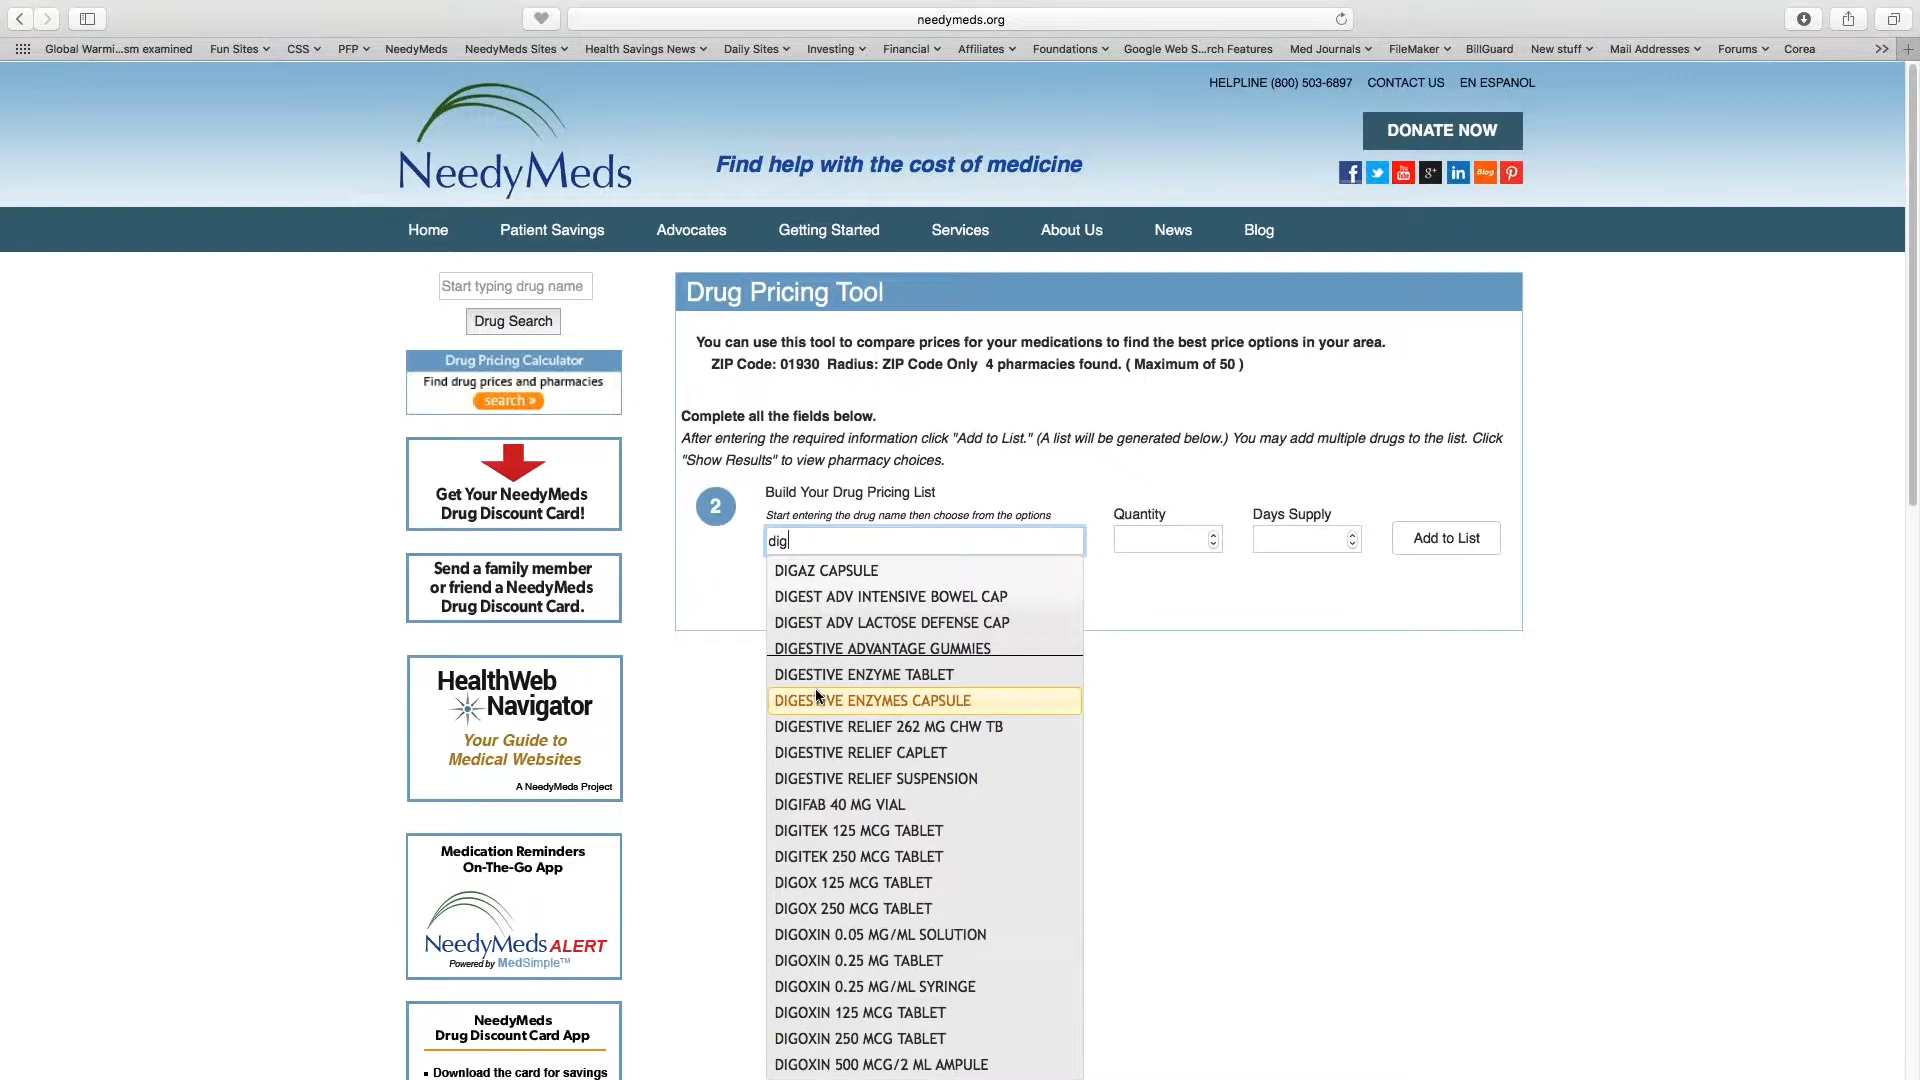 needymeds.org
Global Warmi...sm examined Fun Sites CSS PFP NeedyMeds NeedyMeds Sites Health Savings News Daily Sites Investing Financial Affiliates Foundations Google Web S...rch Features Med Journals FileMaker BillGuard New stuff Mail Addresses Forums Corea >>
HELPLINE (800) 503-6897 CONTACT US EN ESPANOL
DONATE NOW
NeedyMeds
Find help with the cost of medicine
f You Tube g+ in Blog
Home Patient Savings Advocates Getting Started Services About Us News Blog
Start typing drug name
Drug Search
Drug Pricing Calculator
Find drug prices and pharmacies
search »
Get Your NeedyMeds
Drug Discount Card!
Send a family member
or friend a NeedyMeds
Drug Discount Card.
HealthWeb
Navigator
Your Guide to
Medical Websites
A NeedyMeds Project
Medication Reminders
On-The-Go App
NeedyMeds ALERT
Powered by MedSimple™
NeedyMeds
Drug Discount Card App
▪ Download the card for savings
Drug Pricing Tool
You can use this tool to compare prices for your medications to find the best price options in your area.
ZIP Code: 01930 Radius: ZIP Code Only 4 pharmacies found. ( Maximum of 50 )
Complete all the fields below.
After entering the required information click "Add to List." (A list will be generated below.) You may add multiple drugs to the list. Click
"Show Results" to view pharmacy choices.
2
Build Your Drug Pricing List
Start entering the drug name then choose from the options
Quantity
Days Supply
dig
Add to List
DIGAZ CAPSULE
DIGEST ADV INTENSIVE BOWEL CAP
DIGEST ADV LACTOSE DEFENSE CAP
DIGESTIVE ADVANTAGE GUMMIES
DIGESTIVE ENZYME TABLET
DIGESTIVE ENZYMES CAPSULE
DIGESTIVE RELIEF 262 MG CHW TB
DIGESTIVE RELIEF CAPLET
DIGESTIVE RELIEF SUSPENSION
DIGIFAB 40 MG VIAL
DIGITEK 125 MCG TABLET
DIGITEK 250 MCG TABLET
DIGOX 125 MCG TABLET
DIGOX 250 MCG TABLET
DIGOXIN 0.05 MG/ML SOLUTION
DIGOXIN 0.25 MG TABLET
DIGOXIN 0.25 MG/ML SYRINGE
DIGOXIN 125 MCG TABLET
DIGOXIN 250 MCG TABLET
DIGOXIN 500 MCG/2 ML AMPULE